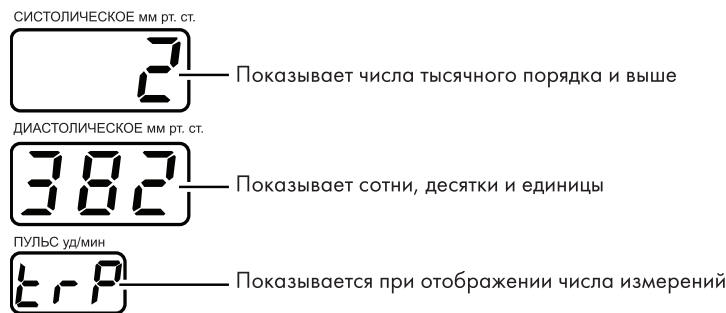 СИСТОЛИЧЕСКОЕ мм рт. ст.
2
Показывает числа тысячного порядка и выше
ДИАСТОЛИЧЕСКОЕ мм рт. ст.
382
Показывает сотни, десятки и единицы
ПУЛЬС уд/мин
trP
Показывается при отображении числа измерений